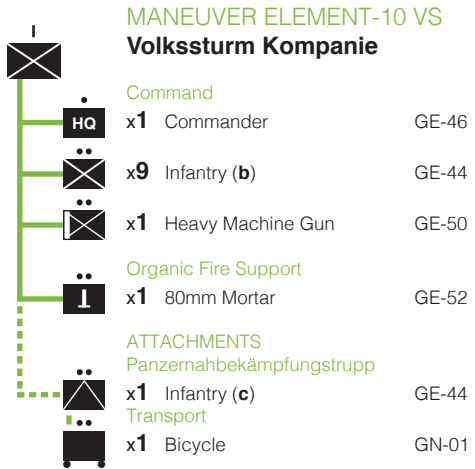 MANEUVER ELEMENT-10 VS
Volkssturm Kompanie
Command
HQ x1 Commander GE-46
x9 Infantry (b) GE-44
x1 Heavy Machine Gun GE-50
Organic Fire Support
x1 80mm Mortar GE-52
ATTACHMENTS
Panzernahbekämpfungstrupp
x1 Infantry (c) GE-44
Transport
x1 Bicycle GN-01